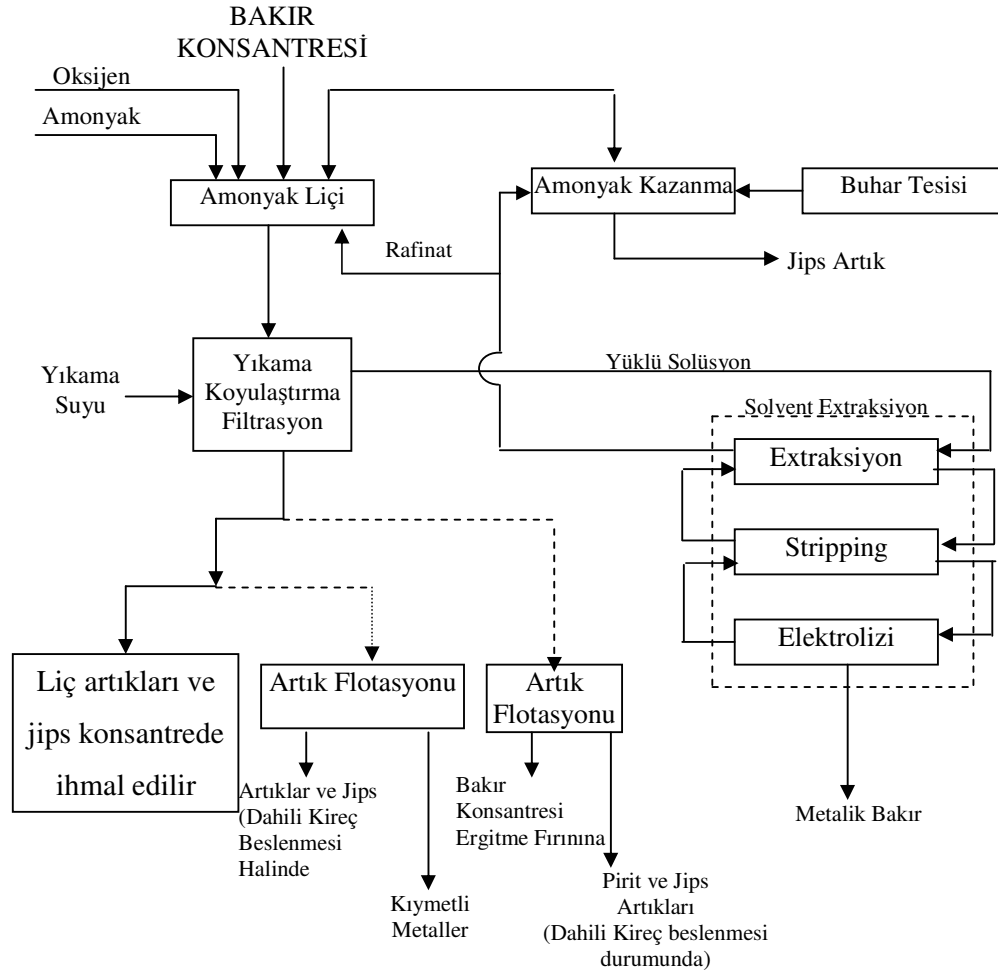 BAKIR
KONSANTRESİ
Oksijen
Amonyak
Amonyak Liçi
Amonyak Kazanma
Buhar Tesisi
Rafinat
Jips Artık
Yıkama
Suyu
Yıkama
Koyulaştırma
Filtrasyon
Yüklü Solüsyon
Solvent Extraksiyon
Extraksiyon
Stripping
Elektrolizi
Liç artıkları ve
jips konsantrede
ihmal edilir
Artık Flotasyonu
Artık
Flotasyonu
Artıklar ve Jips
(Dahili Kireç
Beslenmesi
Halinde
Bakır
Konsantresi
Ergitme Fırınına
Metalik Bakır
Kıymetli
Metaller
Pirit ve Jips
Artıkları
(Dahili Kireç beslenmesi
durumunda)